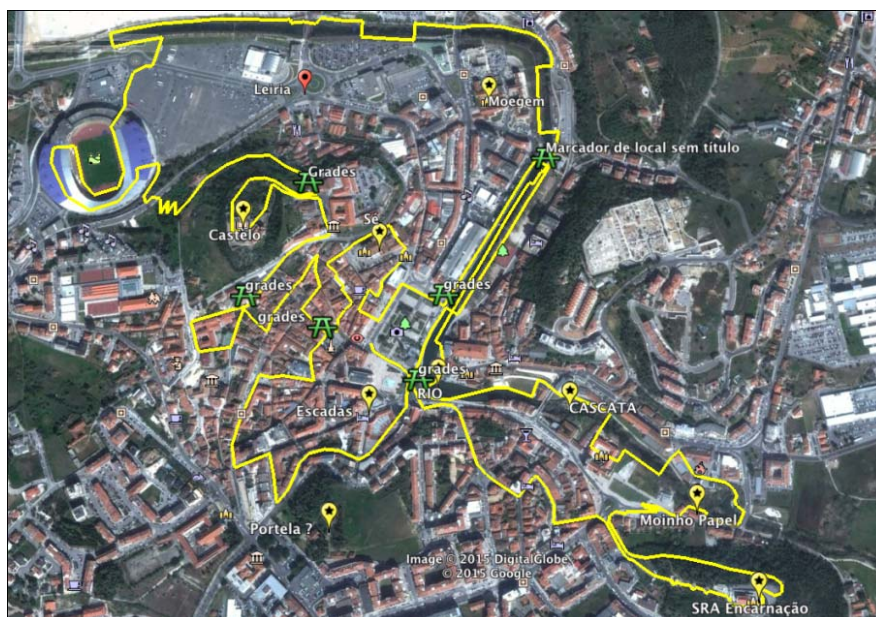 Leiria
Moegem
Marcador de local sem título
Grades
Castelo
Sé
grades
grades
grades
grades
RIO
Escadas
CASCATA
Moinho Papel
Portela ?
Image © 2015 DigitalGlobe
© 2015 Google
SRA Encarnação